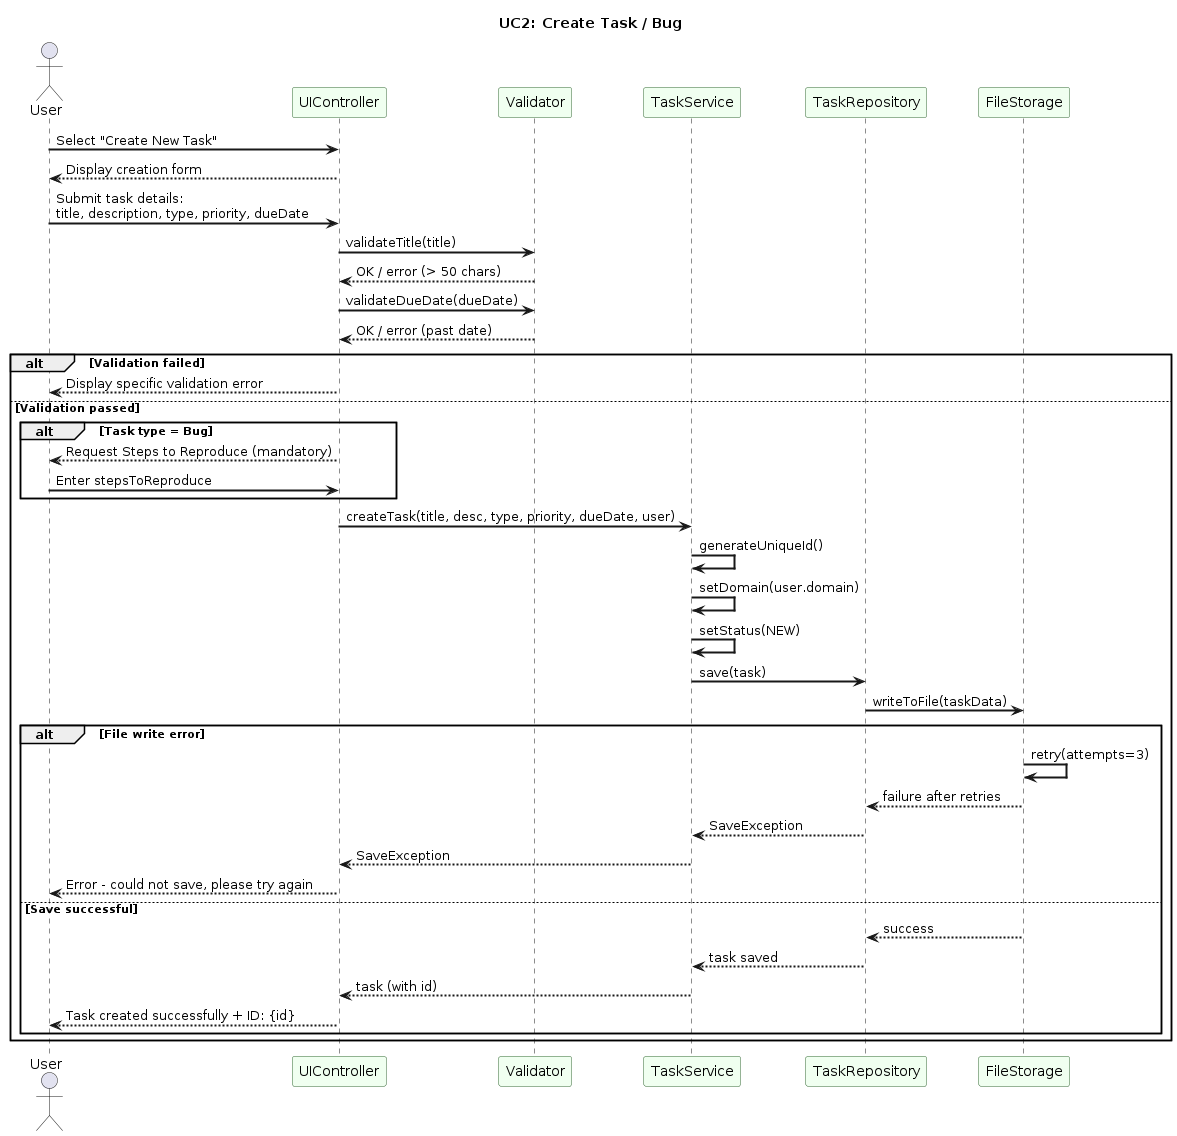 UC2: Create Task / Bug
User
UIController
Validator
TaskService
TaskRepository
FileStorage
Select "Create New Task"
Display creation form
Submit task details:
title, description, type, priority, dueDate
validateTitle(title)
OK / error (> 50 chars)
validateDueDate(dueDate)
OK / error (past date)
alt [Validation failed]
Display specific validation error
[Validation passed]
alt [Task type = Bug]
Request Steps to Reproduce (mandatory)
Enter stepsToReproduce
createTask(title, desc, type, priority, dueDate, user)
generateUniqueId()
setDomain(user.domain)
setStatus(NEW)
save(task)
writeToFile(taskData)
alt [File write error]
retry(attempts=3)
failure after retries
SaveException
SaveException
Error - could not save, please try again
[Save successful]
success
task saved
task (with id)
Task created successfully + ID: {id}
User
UIController
Validator
TaskService
TaskRepository
FileStorage